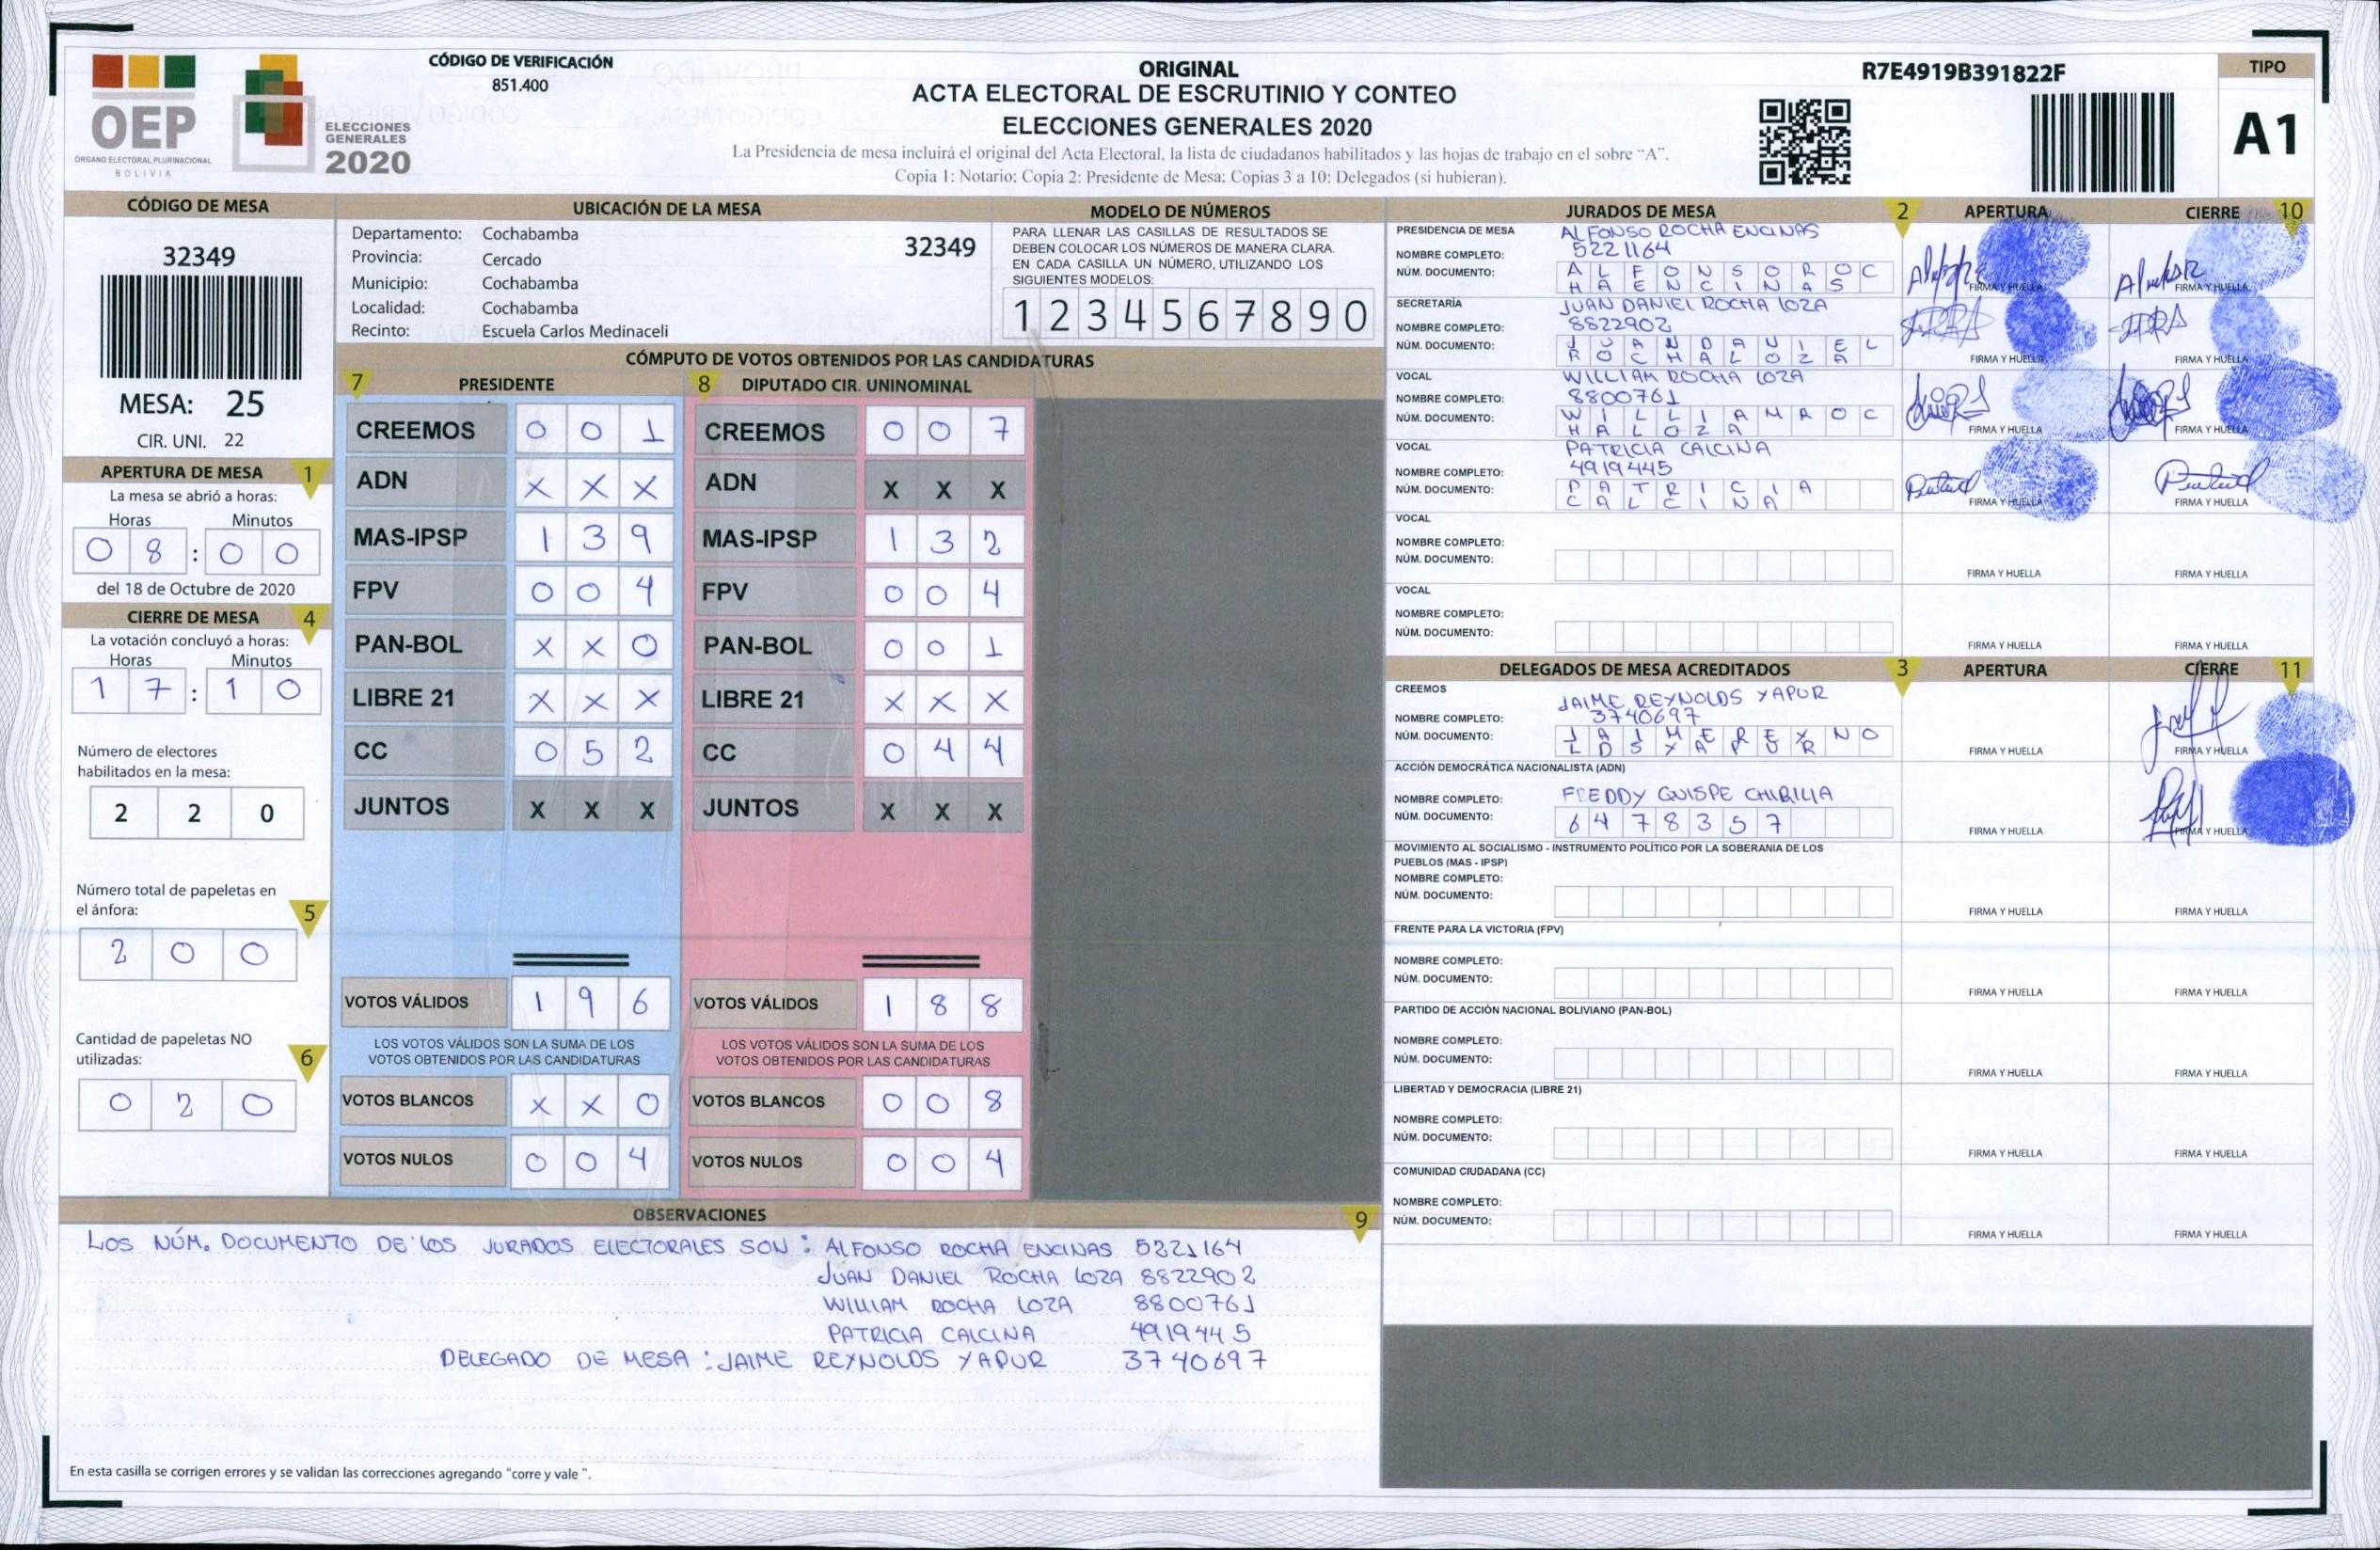 OEP
ÓRGANO ELECTORAL PLURINACIONAL
BOLIVIA
ELECCIONES
GENERALES
2020
CÓDIGO DE VERIFICACIÓN
851.400
ORIGINAL
ACTA ELECTORAL DE ESCRUTINIO Y CONTEO
ELECCIONES GENERALES 2020
La Presidencia de mesa incluirá el original del Acta Electoral, la lista de ciudadanos habilitados y las hojas de trabajo en el sobre "A".
Copia 1: Notario; Copia 2: Presidente de Mesa; Copias 3 a 10: Delegados (si hubieran).
R7E4919B391822F
TIPO
A1
CÓDIGO DE MESA
32349
MESA: 25
CIR. UNI. 22
APERTURA DE MESA 1
La mesa se abrió a horas:
Horas Minutos
0 8 : 0 0
del 18 de Octubre de 2020
CIERRE DE MESA 4
La votación concluyó a horas:
Horas Minutos
1 7 : 1 0
Número de electores
habilitados en la mesa:
2 2 0
Número total de papeletas en
el ánfora: 5
2 0 0
Cantidad de papeletas NO
utilizadas: 6
0 2 0
UBICACIÓN DE LA MESA
Departamento: Cochabamba 32349
Provincia: Cercado
Municipio: Cochabamba
Localidad: Cochabamba
Recinto: Escuela Carlos Medinaceli
MODELO DE NÚMEROS
PARA LLENAR LAS CASILLAS DE RESULTADOS SE
DEBEN COLOCAR LOS NÚMEROS DE MANERA CLARA.
EN CADA CASILLA UN NÚMERO, UTILIZANDO LOS
SIGUIENTES MODELOS:
1 2 3 4 5 6 7 8 9 0
CÓMPUTO DE VOTOS OBTENIDOS POR LAS CANDIDATURAS
7 PRESIDENTE
CREEMOS 0 0 1
ADN X X X
MAS-IPSP 1 3 9
FPV 0 0 4
PAN-BOL X X 0
LIBRE 21 X X X
CC 0 5 2
JUNTOS X X X
VOTOS VÁLIDOS 1 9 6
LOS VOTOS VÁLIDOS SON LA SUMA DE LOS
VOTOS OBTENIDOS POR LAS CANDIDATURAS
VOTOS BLANCOS X X 0
VOTOS NULOS 0 0 4
8 DIPUTADO CIR. UNINOMINAL
CREEMOS 0 0 7
ADN X X X
MAS-IPSP 1 3 2
FPV 0 0 4
PAN-BOL 0 0 1
LIBRE 21 X X X
CC 0 4 4
JUNTOS X X X
VOTOS VÁLIDOS 1 8 8
LOS VOTOS VÁLIDOS SON LA SUMA DE LOS
VOTOS OBTENIDOS POR LAS CANDIDATURAS
VOTOS BLANCOS 0 0 8
VOTOS NULOS 0 0 4
JURADOS DE MESA 2 APERTURA CIERRE 10
PRESIDENCIA DE MESA ALFONSO ROCHA ENCINAS
NOMBRE COMPLETO: 5221164
NÚM. DOCUMENTO: A L F O N S O R O C
H A E N C I N A S
FIRMA Y HUELLA FIRMA Y HUELLA
SECRETARÍA JUAN DANIEL ROCHA LOZA
NOMBRE COMPLETO: 8822902
NÚM. DOCUMENTO: J U A N D A N I E L
R O C H A L O Z A
FIRMA Y HUELLA FIRMA Y HUELLA
VOCAL WILLIAM ROCHA LOZA
NOMBRE COMPLETO: 8800761
NÚM. DOCUMENTO: W I L L I A M R O C
H A L O Z A
FIRMA Y HUELLA FIRMA Y HUELLA
VOCAL PATRICIA CALCINA
NOMBRE COMPLETO: 4919445
NÚM. DOCUMENTO: P A T R I C I A
C A L C I N A
FIRMA Y HUELLA FIRMA Y HUELLA
VOCAL
NOMBRE COMPLETO:
NÚM. DOCUMENTO:
FIRMA Y HUELLA FIRMA Y HUELLA
VOCAL
NOMBRE COMPLETO:
NÚM. DOCUMENTO:
FIRMA Y HUELLA FIRMA Y HUELLA
DELEGADOS DE MESA ACREDITADOS 3 APERTURA CIERRE 11
CREEMOS JAIME REYNOLDS YAPUR
NOMBRE COMPLETO: 3740697
NÚM. DOCUMENTO: J A I M E R E Y N O
L D S Y A P U R
FIRMA Y HUELLA FIRMA Y HUELLA
ACCIÓN DEMOCRÁTICA NACIONALISTA (ADN)
NOMBRE COMPLETO: FREDDY QUISPE
NÚM. DOCUMENTO: 6 4 7 8 3 5 7
FIRMA Y HUELLA FIRMA Y HUELLA
MOVIMIENTO AL SOCIALISMO - INSTRUMENTO POLÍTICO POR LA SOBERANIA DE LOS
PUEBLOS (MAS - IPSP)
NOMBRE COMPLETO:
NÚM. DOCUMENTO:
FIRMA Y HUELLA FIRMA Y HUELLA
FRENTE PARA LA VICTORIA (FPV)
NOMBRE COMPLETO:
NÚM. DOCUMENTO:
FIRMA Y HUELLA FIRMA Y HUELLA
PARTIDO DE ACCIÓN NACIONAL BOLIVIANO (PAN-BOL)
NOMBRE COMPLETO:
NÚM. DOCUMENTO:
FIRMA Y HUELLA FIRMA Y HUELLA
LIBERTAD Y DEMOCRACIA (LIBRE 21)
NOMBRE COMPLETO:
NÚM. DOCUMENTO:
FIRMA Y HUELLA FIRMA Y HUELLA
COMUNIDAD CIUDADANA (CC)
NOMBRE COMPLETO:
NÚM. DOCUMENTO:
FIRMA Y HUELLA FIRMA Y HUELLA
OBSERVACIONES 9
LOS NÚM. DOCUMENTO DE LOS JURADOS ELECTORALES SON : ALFONSO ROCHA ENCINAS 5221164
JUAN DANIEL ROCHA LOZA 8822902
WILLIAM ROCHA LOZA 8800761
PATRICIA CALCINA 4919445
DELEGADO DE MESA : JAIME REYNOLDS YAPUR 3740697
En esta casilla se corrigen errores y se validan las correcciones agregando "corre y vale ".